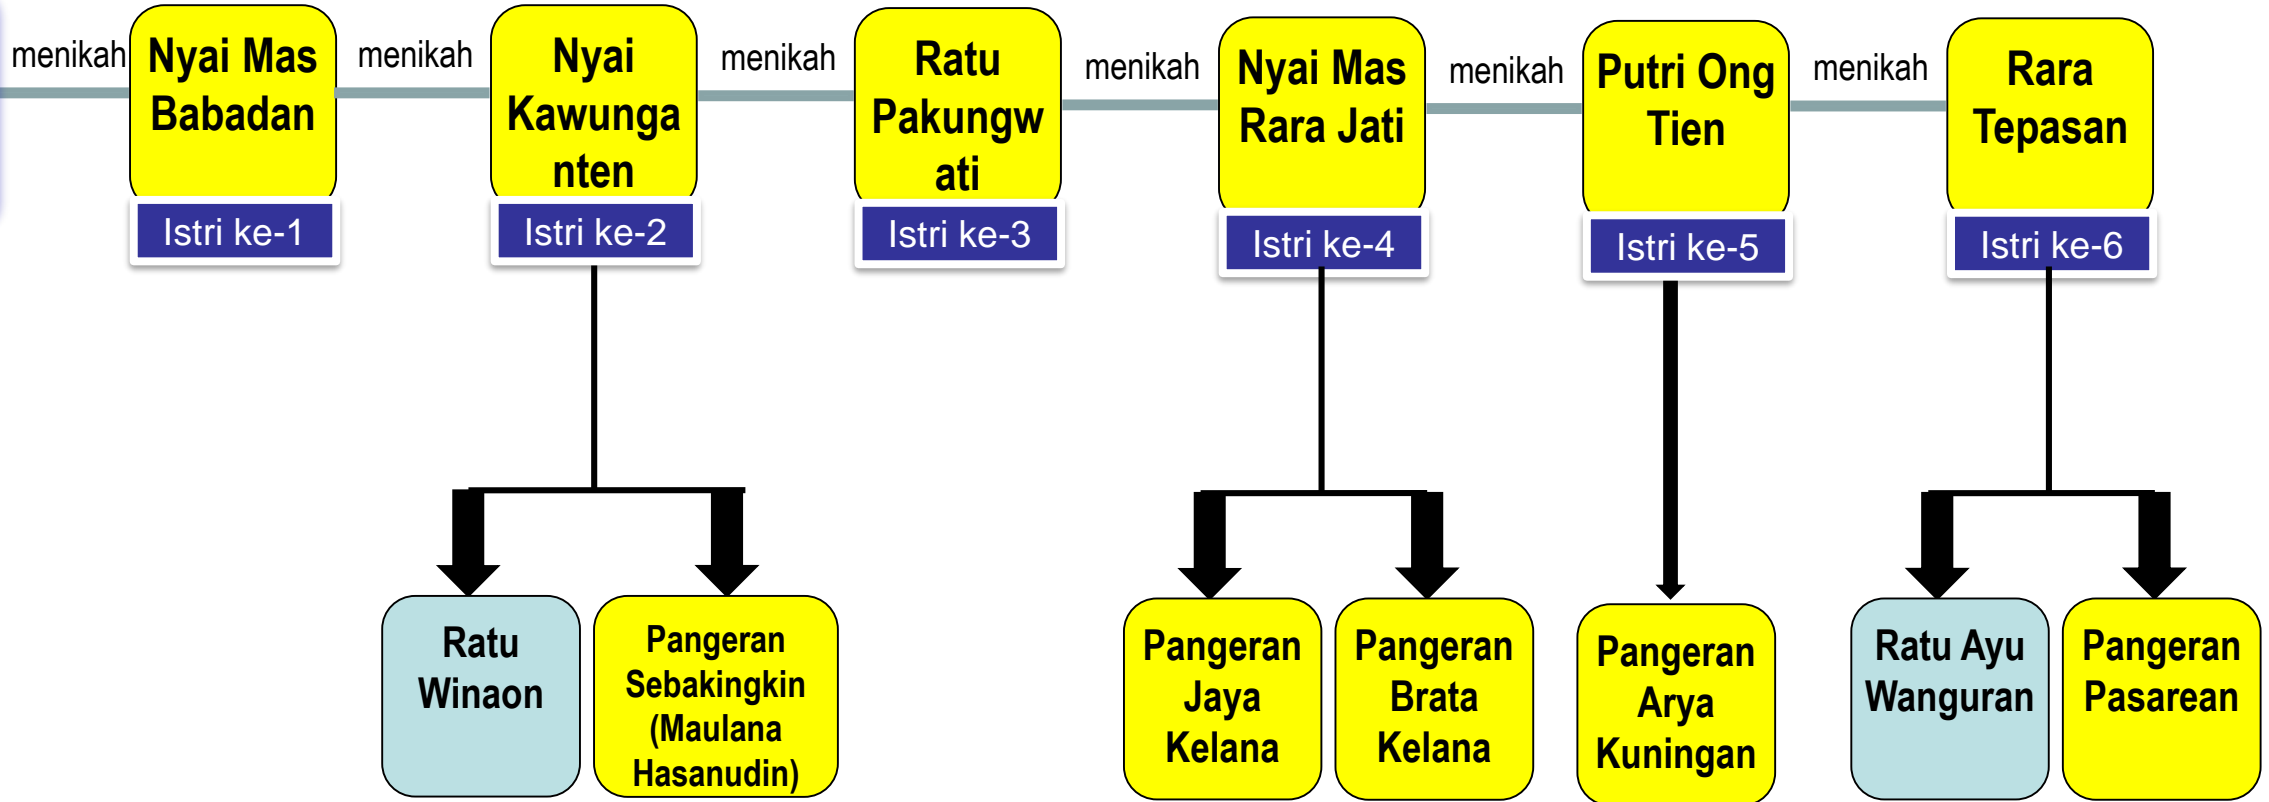 menikah
Nyai Mas
Babadan
Istri ke-1
menikah
Nyai
Kawunga
nten
Istri ke-2
menikah
Ratu
Pakungw
ati
Istri ke-3
menikah
Nyai Mas
Rara Jati
Istri ke-4
menikah
Putri Ong
Tien
Istri ke-5
menikah
Rara
Tepasan
Istri ke-6
Ratu
Winaon
Pangeran
Sebakingkin
(Maulana
Hasanudin)
Pangeran
Jaya
Kelana
Pangeran
Brata
Kelana
Pangeran
Arya
Kuningan
Ratu Ayu
Wanguran
Pangeran
Pasarean